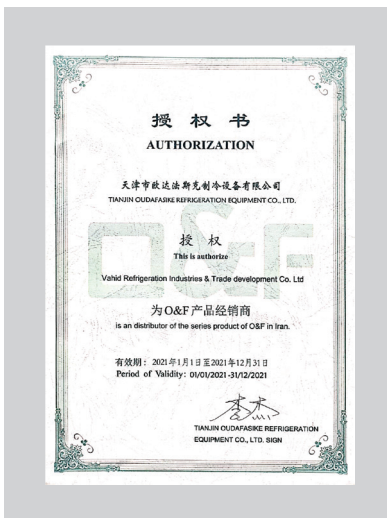 授权书
AUTHORIZATION
天津市欧达法斯克制冷设备有限公司
TIANJIN OUDAFASIKE REFRIGERATION EQUIPMENT CO., LTD.
O&F
授 权
This is authorize
Vahid Refrigeration Industries & Trade development Co. Ltd
为O&F产品经销商
is an distributor of the series product of O&F in Iran.
有效期：2021年1月1日至2021年12月31日
Period of Validity: 01/01/2021-31/12/2021
李杰
TIANJIN OUDAFASIKE REFRIGERATION
EQUIPMENT CO., LTD. SIGN